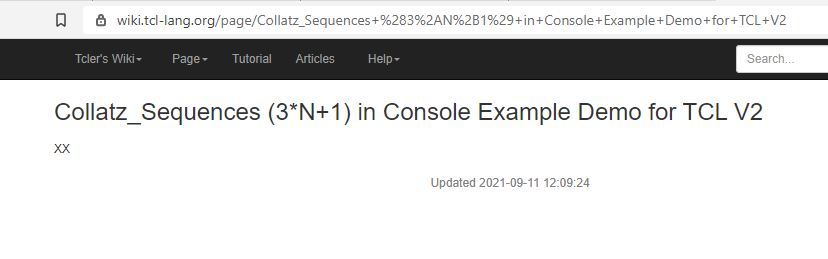 wiki.tcl-lang.org/page/Collatz_Sequences+%283%2AN%2B1%29+in+Console+Example+Demo+for+TCL+V2
Tcler's Wiki Page Tutorial Articles Help Search...
Collatz_Sequences (3*N+1) in Console Example Demo for TCL V2
XX
Updated 2021-09-11 12:09:24